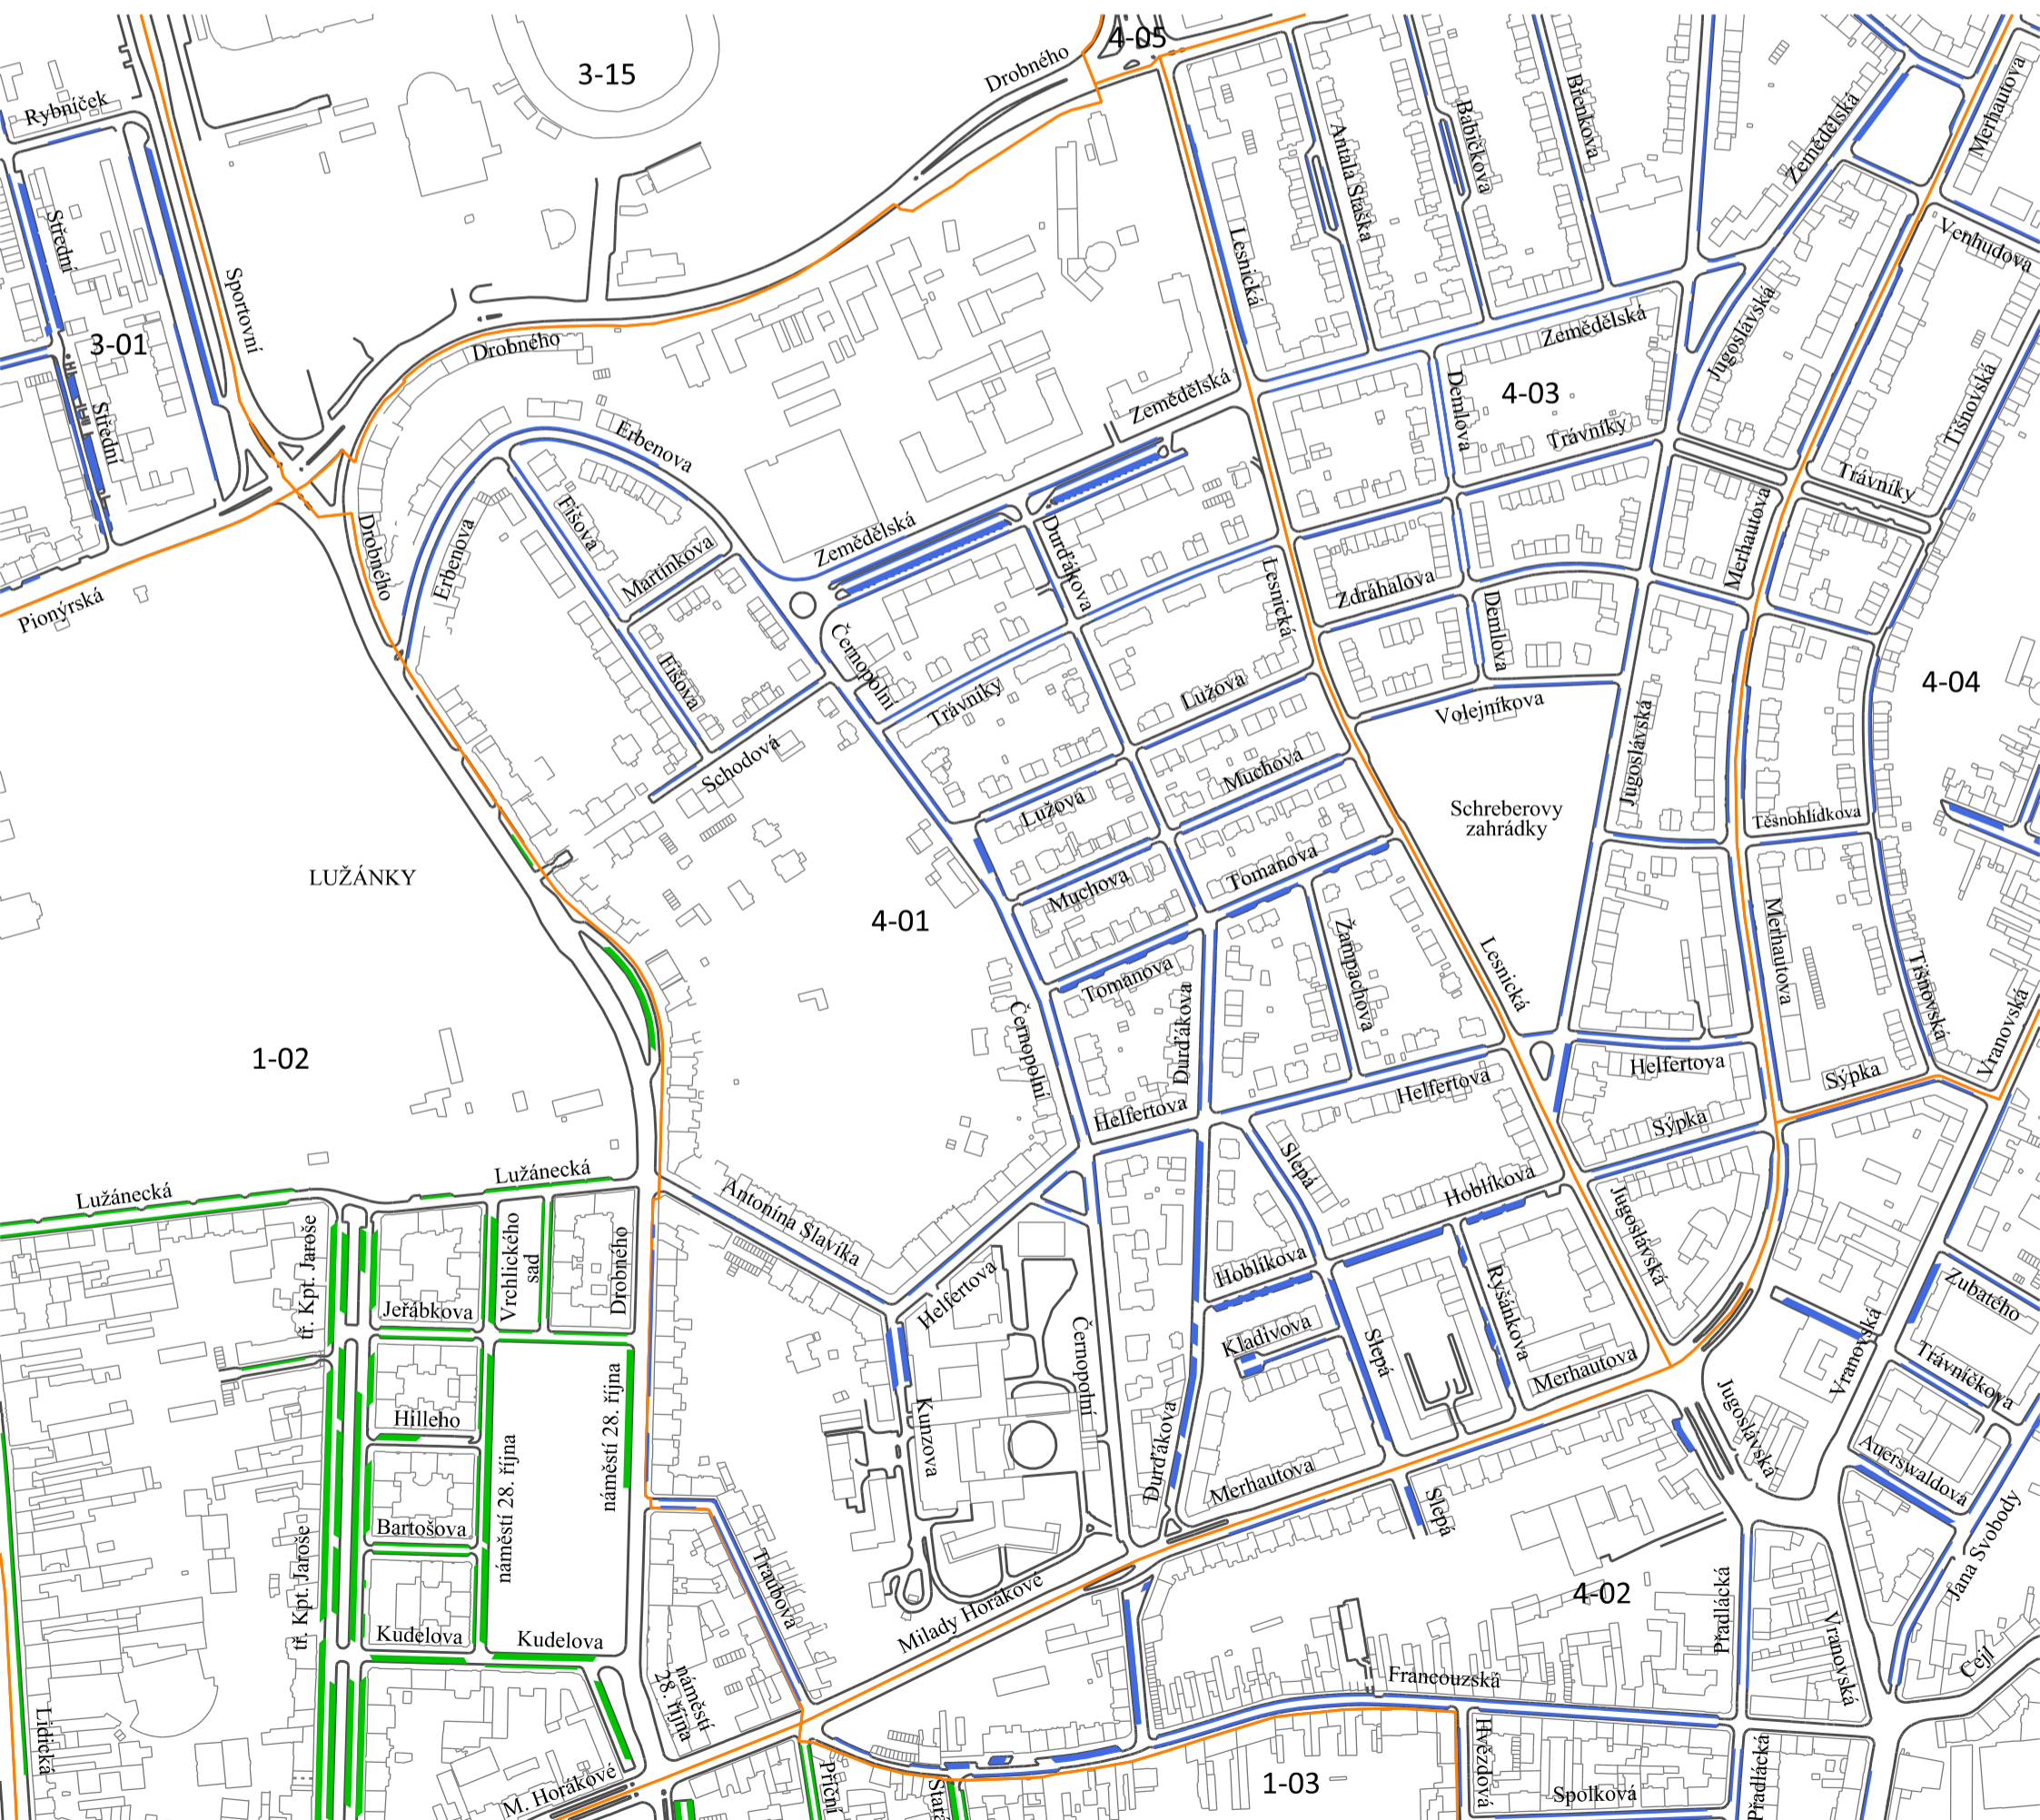 4-05
Drobného
3-15
Rybníček
Antala Staška
Babičkova
Břenkova
Zemědělská
Merhautova
Střední
Sportovní
Lesnická
Venhudova
3-01
Drobného
Zemědělská
Jugoslávská
Střední
Zemědělská
Demlova
4-03
Trávníky
Tišnovská
Erbenova
Trávníky
Fišova
Erbenova
Drobného
Zemědělská
Durďákova
Merhautova
Martinkova
Pionýrská
Zdráhalova
Lesnická
Demlova
Černopolní
Fišova
Trávníky
Lužova
Volejníkova
4-04
Schodová
Muchova
Jugoslávská
Lužova
Schreberovy
zahrádky
Těsnohlídkova
LUŽÁNKY
Muchova
Tomanova
4-01
Žampachova
Lesnická
Merhautova
Tišnovská
Tomanova
Durďákova
Černopolní
Vranovská
1-02
Helfertova
Helfertova
Sýpka
Helfertova
Sýpka
Lužánecká
Lužánecká
Slepá
Hoblíkova
Antonína Slavíka
tř. Kpt. Jaroše
Vrchlického
sad
Drobného
Jugoslávská
Hoblíkova
Helfertova
Ryšánkova
Zubatého
Jeřábkova
Kladivova
Slepá
Černopolní
Merhautova
Vranovská
Trávníčkova
Hilleho
náměstí 28. října
Kunzova
Jugoslávská
Durďákova
Merhautova
Auerswaldova
Slepá
náměstí 28. října
Bartošova
tř. Kpt. Jaroše
Traubova
Jana Svobody
Milady Horákové
4-02
Přadlácká
Vranovská
Kudelova
Kudelova
Cejl
náměstí
28. října
Francouzská
Lidická
Hvězdová
Přadlácká
M. Horákové
Příční
Stará
1-03
Spolková